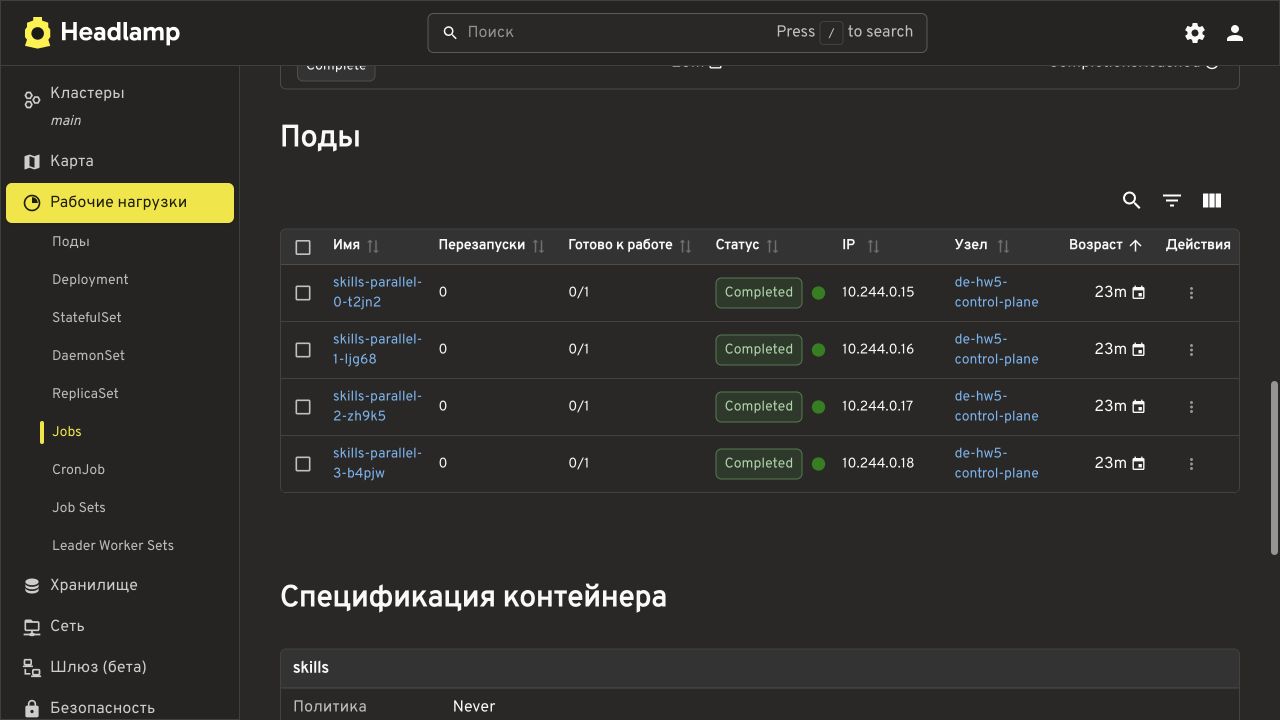 Headlamp
Поиск
Press / to search
Кластеры
main
Карта
Рабочие нагрузки
Поды
Deployment
StatefulSet
DaemonSet
ReplicaSet
Jobs
CronJob
Job Sets
Leader Worker Sets
Хранилище
Сеть
Шлюз (бета)
Безопасность
Complete
Поды
Имя Перезапуски Готово к работе Статус IP Узел Возраст Действия
skills-parallel-
0-t2jn2
0 0/1 Completed 10.244.0.15
de-hw5-
control-plane
23m
skills-parallel-
1-ljg68
0 0/1 Completed 10.244.0.16
de-hw5-
control-plane
23m
skills-parallel-
2-zh9k5
0 0/1 Completed 10.244.0.17
de-hw5-
control-plane
23m
skills-parallel-
3-b4pjw
0 0/1 Completed 10.244.0.18
de-hw5-
control-plane
23m
Спецификация контейнера
skills
Политика Never